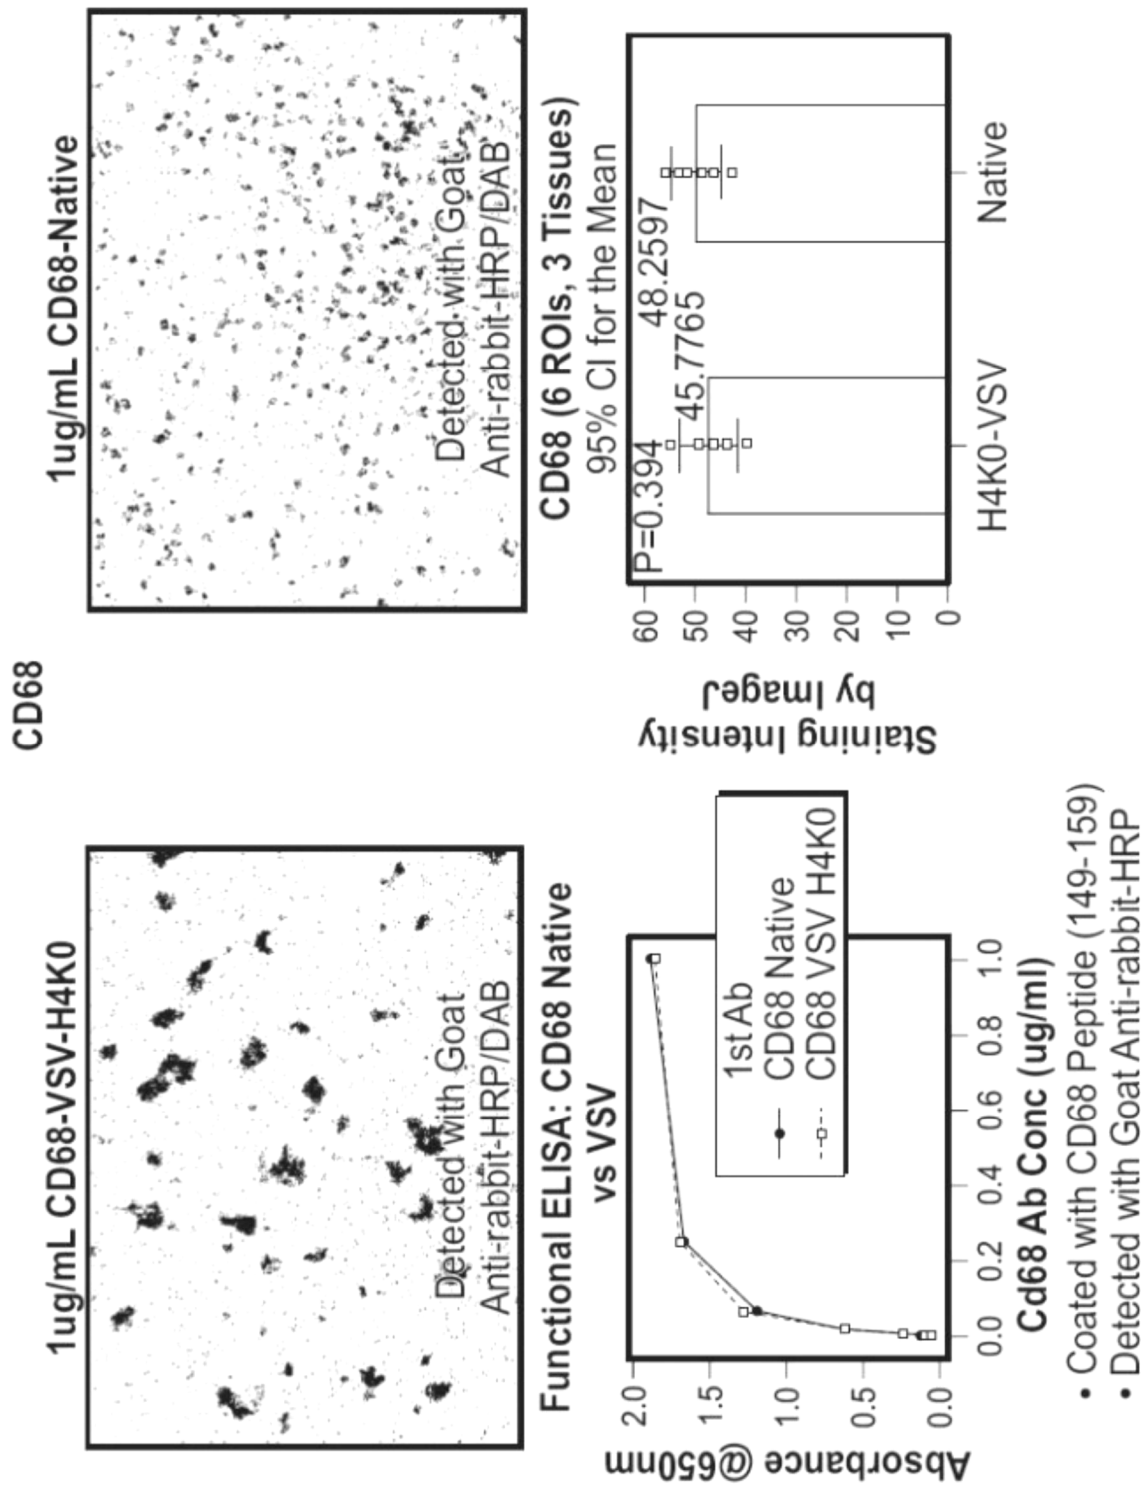 CD68
1ug/mL CD68-VSV-H4K0
Detected with Goat
Anti-rabbit-HRP/DAB
1ug/mL CD68-Native
Detected with Goat
Anti-rabbit-HRP/DAB
Functional ELISA: CD68 Native
vs VSV
Absorbance @650nm
2.0
1.5
1.0
0.5
0.0
0.0 0.2 0.4 0.6 0.8 1.0
Cd68 Ab Conc (ug/ml)
1st Ab
CD68 Native
CD68 VSV H4K0
• Coated with CD68 Peptide (149-159)
• Detected with Goat Anti-rabbit-HRP
CD68 (6 ROIs, 3 Tissues)
95% CI for the Mean
Staining Intensity
by ImageJ
60
50
40
30
20
10
0
P=0.394
48.2597
45.7765
H4K0-VSV Native